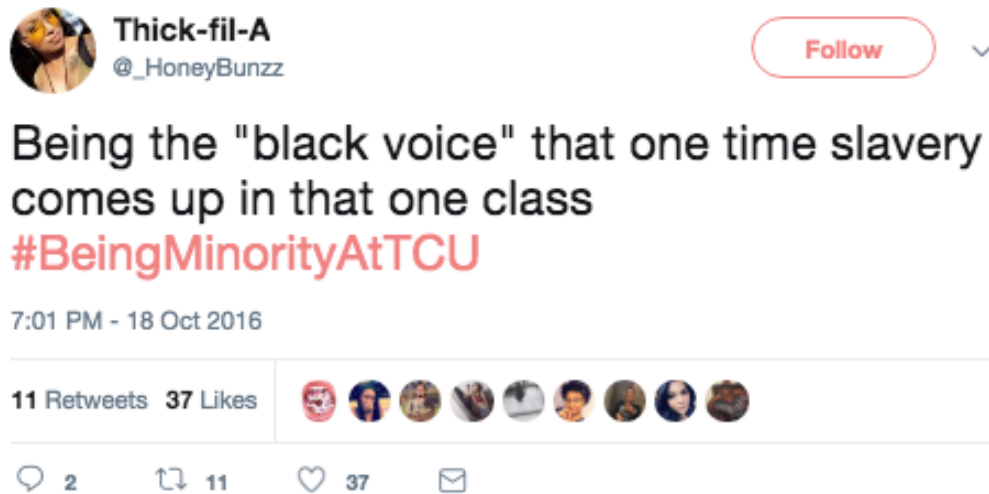 Thick-fil-A
@_HoneyBunzz
Follow
Being the "black voice" that one time slavery
comes up in that one class
#BeingMinorityAtTCU
7:01 PM - 18 Oct 2016
11 Retweets 37 Likes
2 11 37